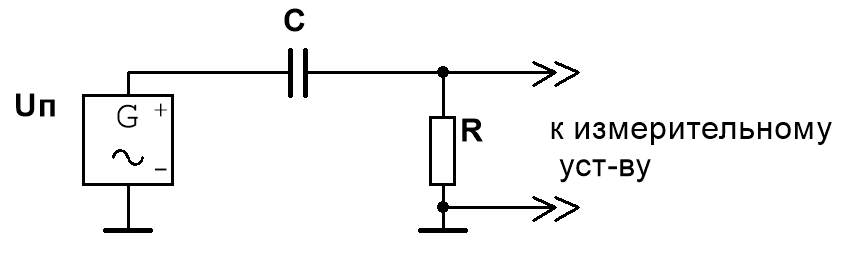 C
Uп
G +
−
R
к измерительному
уст-ву